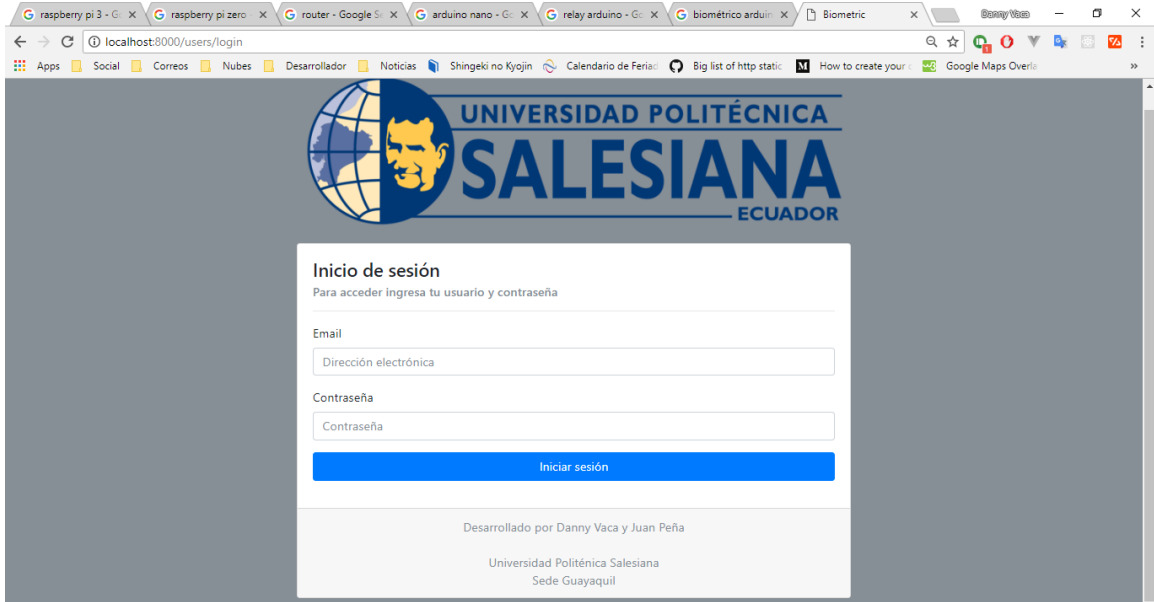 raspberry pi 3 - G
raspberry pi zero
router - Google Se
arduino nano - Go
relay arduino - Go
biométrico arduin
Biometric
Danny Vaca
localhost:8000/users/login
Apps
Social
Correos
Nubes
Desarrollador
Noticias
Shingeki no Kyojin
Calendario de Feriad
Big list of http static
How to create your c
Google Maps Overla
UNIVERSIDAD POLITÉCNICA
SALESIANA
ECUADOR
Inicio de sesión
Para acceder ingresa tu usuario y contraseña
Email
Dirección electrónica
Contraseña
Contraseña
Iniciar sesión
Desarrollado por Danny Vaca y Juan Peña
Universidad Politénica Salesiana
Sede Guayaquil